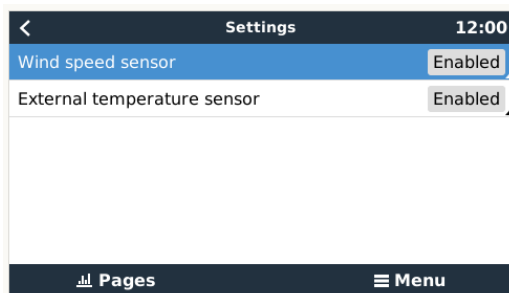 Settings 12:00
Wind speed sensor Enabled
External temperature sensor Enabled
Pages Menu